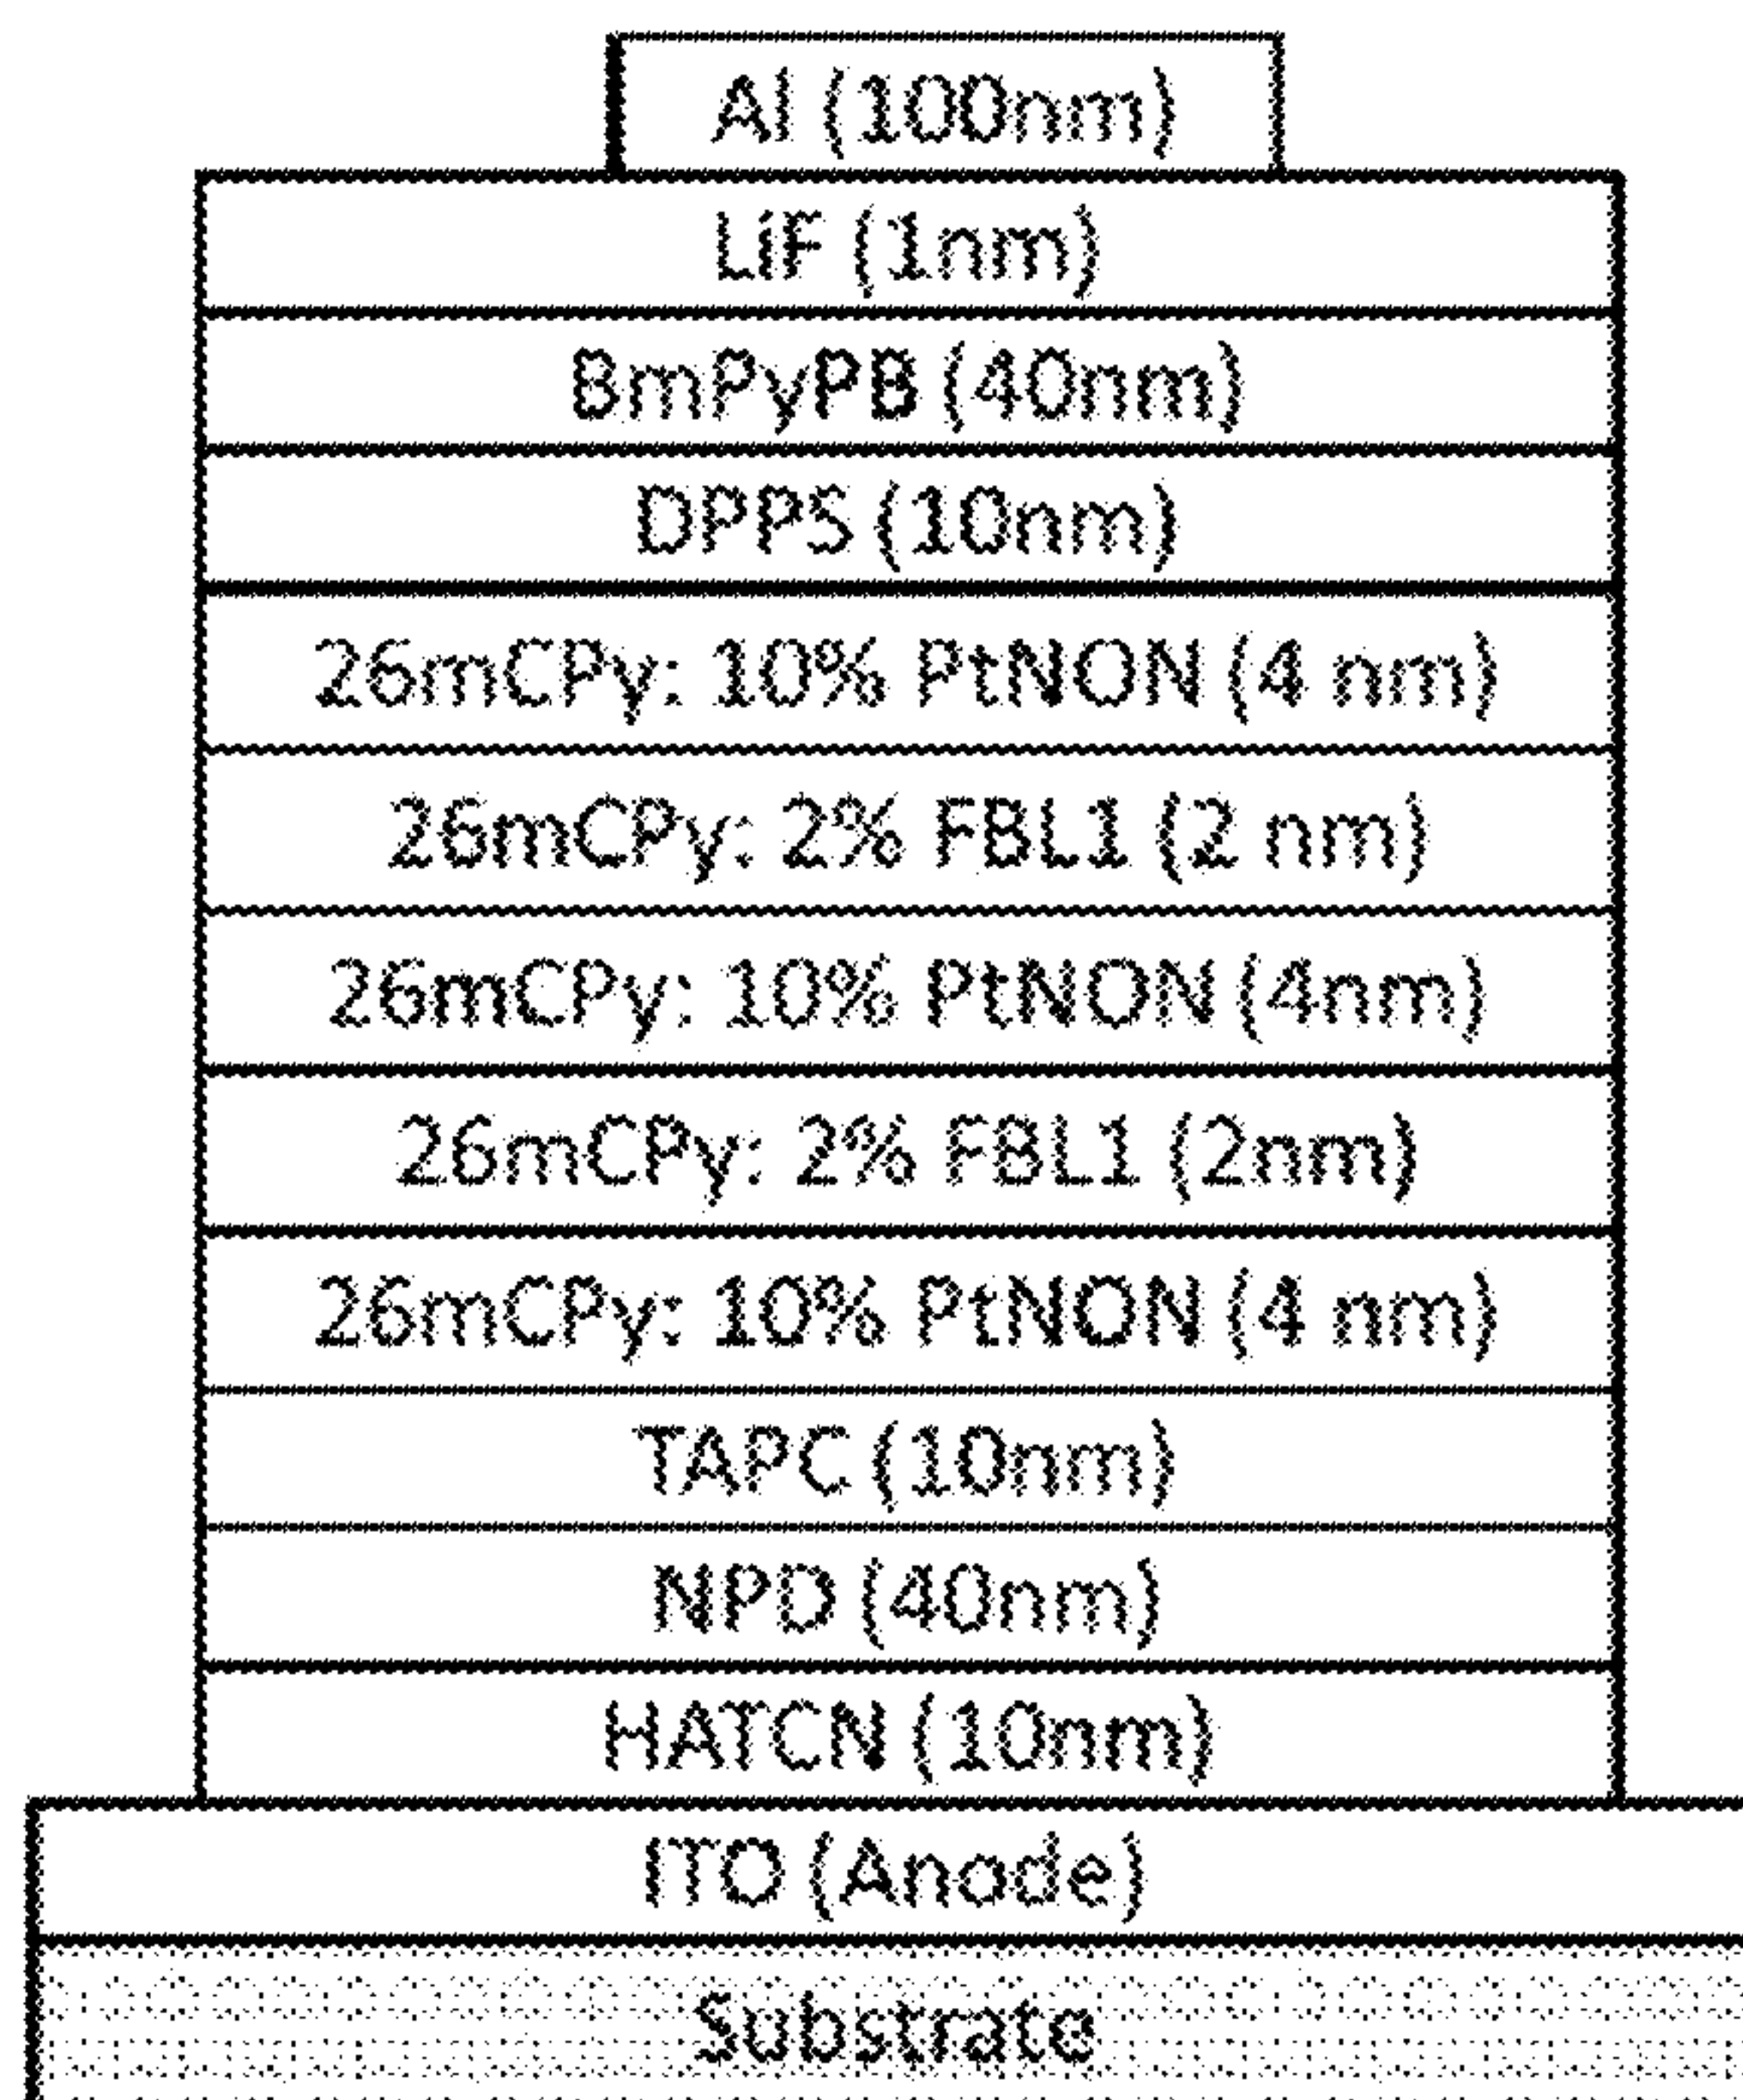 Al (100nm)
LiF (1nm)
BmPyPB (40nm)
DPPS (10nm)
26mCPy: 10% PtNON (4 nm)
26mCPy: 2% FBL1 (2 nm)
26mCPy: 10% PtNON (4nm)
26mCPy: 2% FBL1 (2nm)
26mCPy: 10% PtNON (4 nm)
TAPC (10nm)
NPD (40nm)
HATCN (10nm)
ITO (Anode)
Substrate